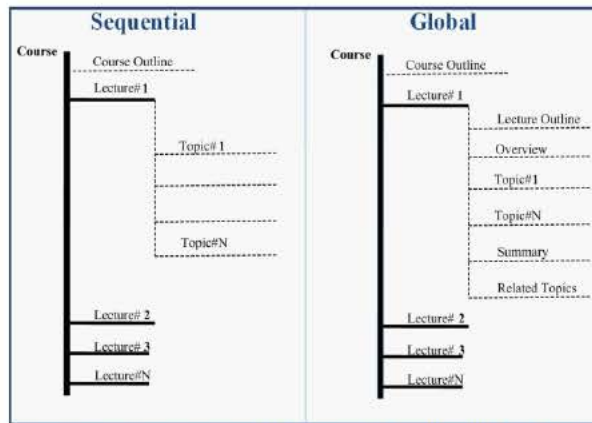 Sequential
Course
Course Outline
Lecture# 1
Topic# 1
Topic#N
Lecture# 2
Lecture# 3
Lecture#N
Global
Course
Course Outline
Lecture# 1
Lecture Outline
Overview
Topic#1
Topic#N
Summary
Related Topics
Lecture# 2
Lecture# 3
Lecture#N